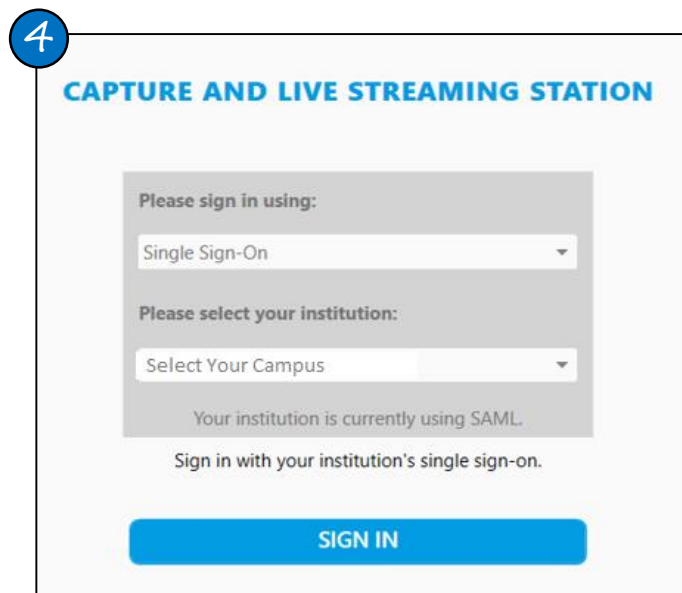 4
CAPTURE AND LIVE STREAMING STATION
Please sign in using:
Single Sign-On
Please select your institution:
Select Your Campus
Your institution is currently using SAML.
Sign in with your institution's single sign-on.
SIGN IN